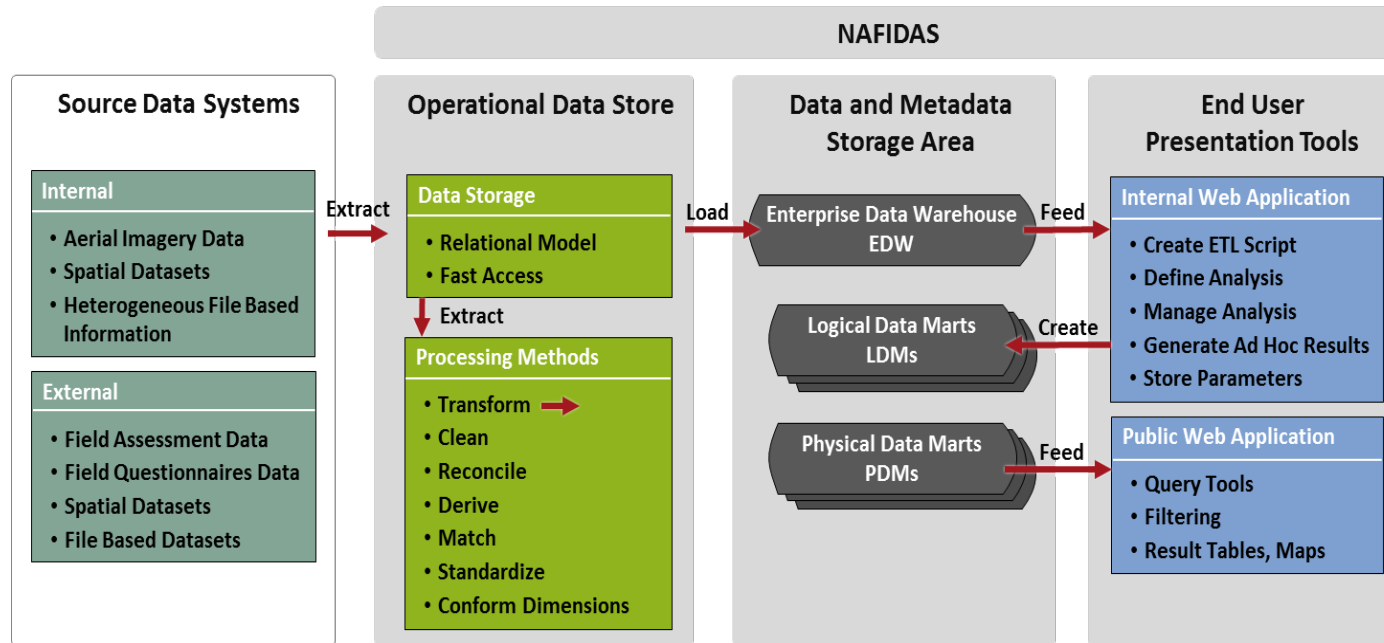 NAFIDAS
Source Data Systems
Internal
• Aerial Imagery Data
• Spatial Datasets
• Heterogeneous File Based
Information
External
• Field Assessment Data
• Field Questionnaires Data
• Spatial Datasets
• File Based Datasets
Extract
Operational Data Store
Data Storage
• Relational Model
• Fast Access
Extract
Processing Methods
• Transform
• Clean
• Reconcile
• Derive
• Match
• Standardize
• Conform Dimensions
Load
Data and Metadata
Storage Area
Enterprise Data Warehouse
EDW
Logical Data Marts
LDMs
Physical Data Marts
PDMs
Feed
Create
Feed
End User
Presentation Tools
Internal Web Application
• Create ETL Script
• Define Analysis
• Manage Analysis
• Generate Ad Hoc Results
• Store Parameters
Public Web Application
• Query Tools
• Filtering
• Result Tables, Maps